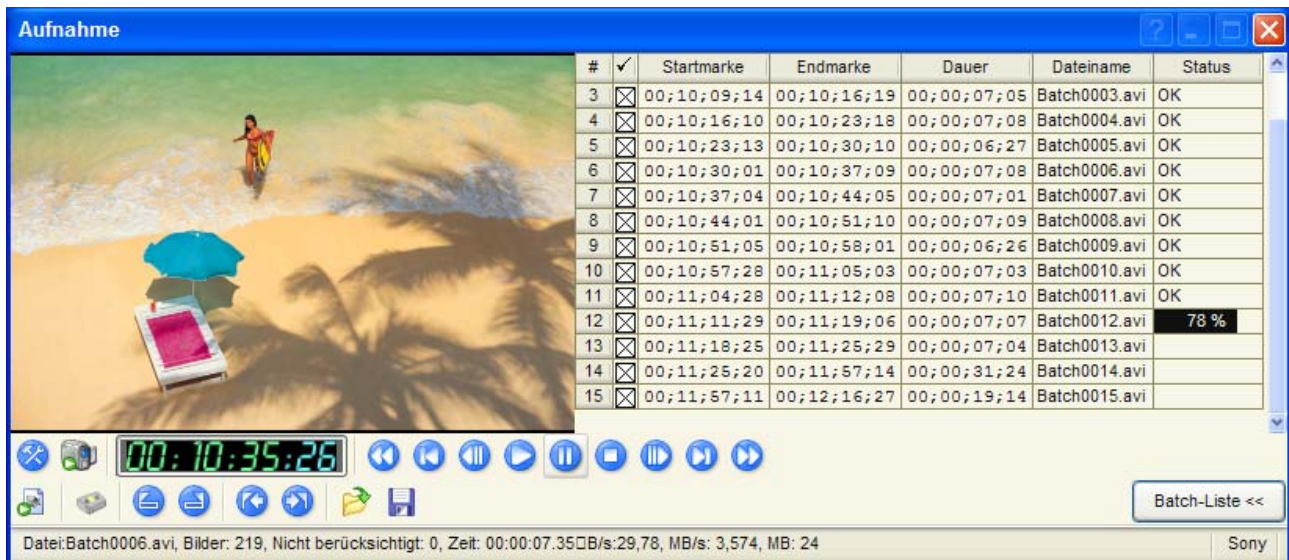 Aufnahme
# ✓ Startmarke Endmarke Dauer Dateiname Status
3 00;10;09;14 00;10;16;19 00;00;07;05 Batch0003.avi OK
4 00;10;16;10 00;10;23;18 00;00;07;08 Batch0004.avi OK
5 00;10;23;13 00;10;30;10 00;00;06;27 Batch0005.avi OK
6 00;10;30;01 00;10;37;09 00;00;07;08 Batch0006.avi OK
7 00;10;37;04 00;10;44;05 00;00;07;01 Batch0007.avi OK
8 00;10;44;01 00;10;51;10 00;00;07;09 Batch0008.avi OK
9 00;10;51;05 00;10;58;01 00;00;06;26 Batch0009.avi OK
10 00;10;57;28 00;11;05;03 00;00;07;03 Batch0010.avi OK
11 00;11;04;28 00;11;12;08 00;00;07;10 Batch0011.avi OK
12 00;11;11;29 00;11;19;06 00;00;07;07 Batch0012.avi 78 %
13 00;11;18;25 00;11;25;29 00;00;07;04 Batch0013.avi
14 00;11;25;20 00;11;57;14 00;00;31;24 Batch0014.avi
15 00;11;57;11 00;12;16;27 00;00;19;14 Batch0015.avi
00:10:35:26
Batch-Liste <<
Datei:Batch0006.avi, Bilder: 219, Nicht berücksichtigt: 0, Zeit: 00:00:07.35□B/s:29,78, MB/s: 3,574, MB: 24 Sony